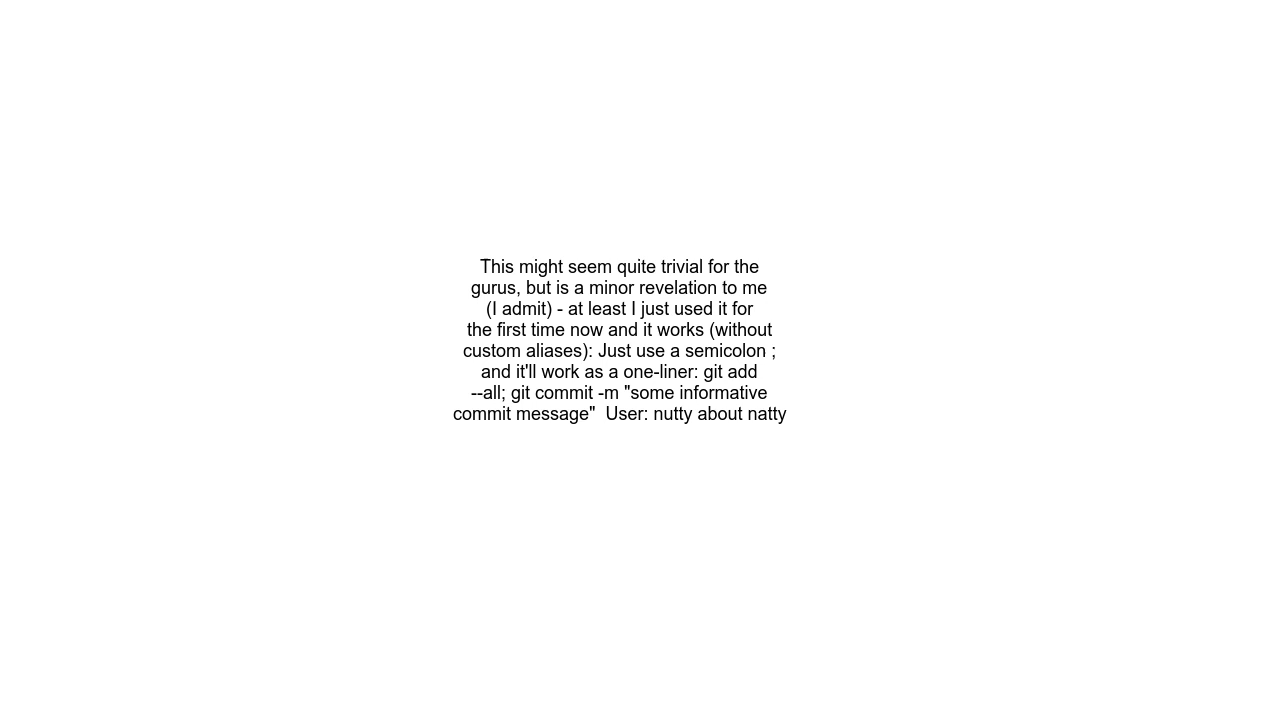 This might seem quite trivial for the
gurus, but is a minor revelation to me
(I admit) - at least I just used it for
the first time now and it works (without
custom aliases): Just use a semicolon ;
and it'll work as a one-liner: git add
--all; git commit -m "some informative
commit message"  User: nutty about natty